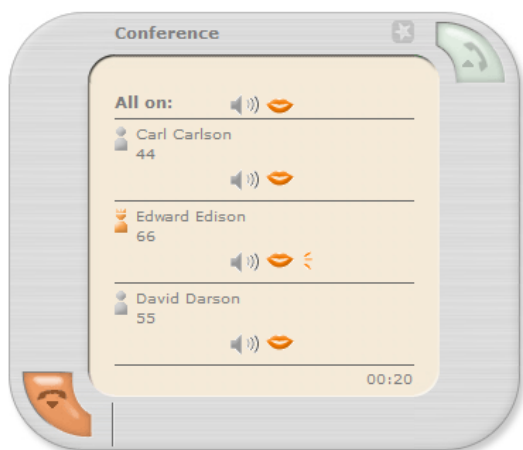 Conference
All on:
Carl Carlson
44
Edward Edison
66
David Darson
55
00:20